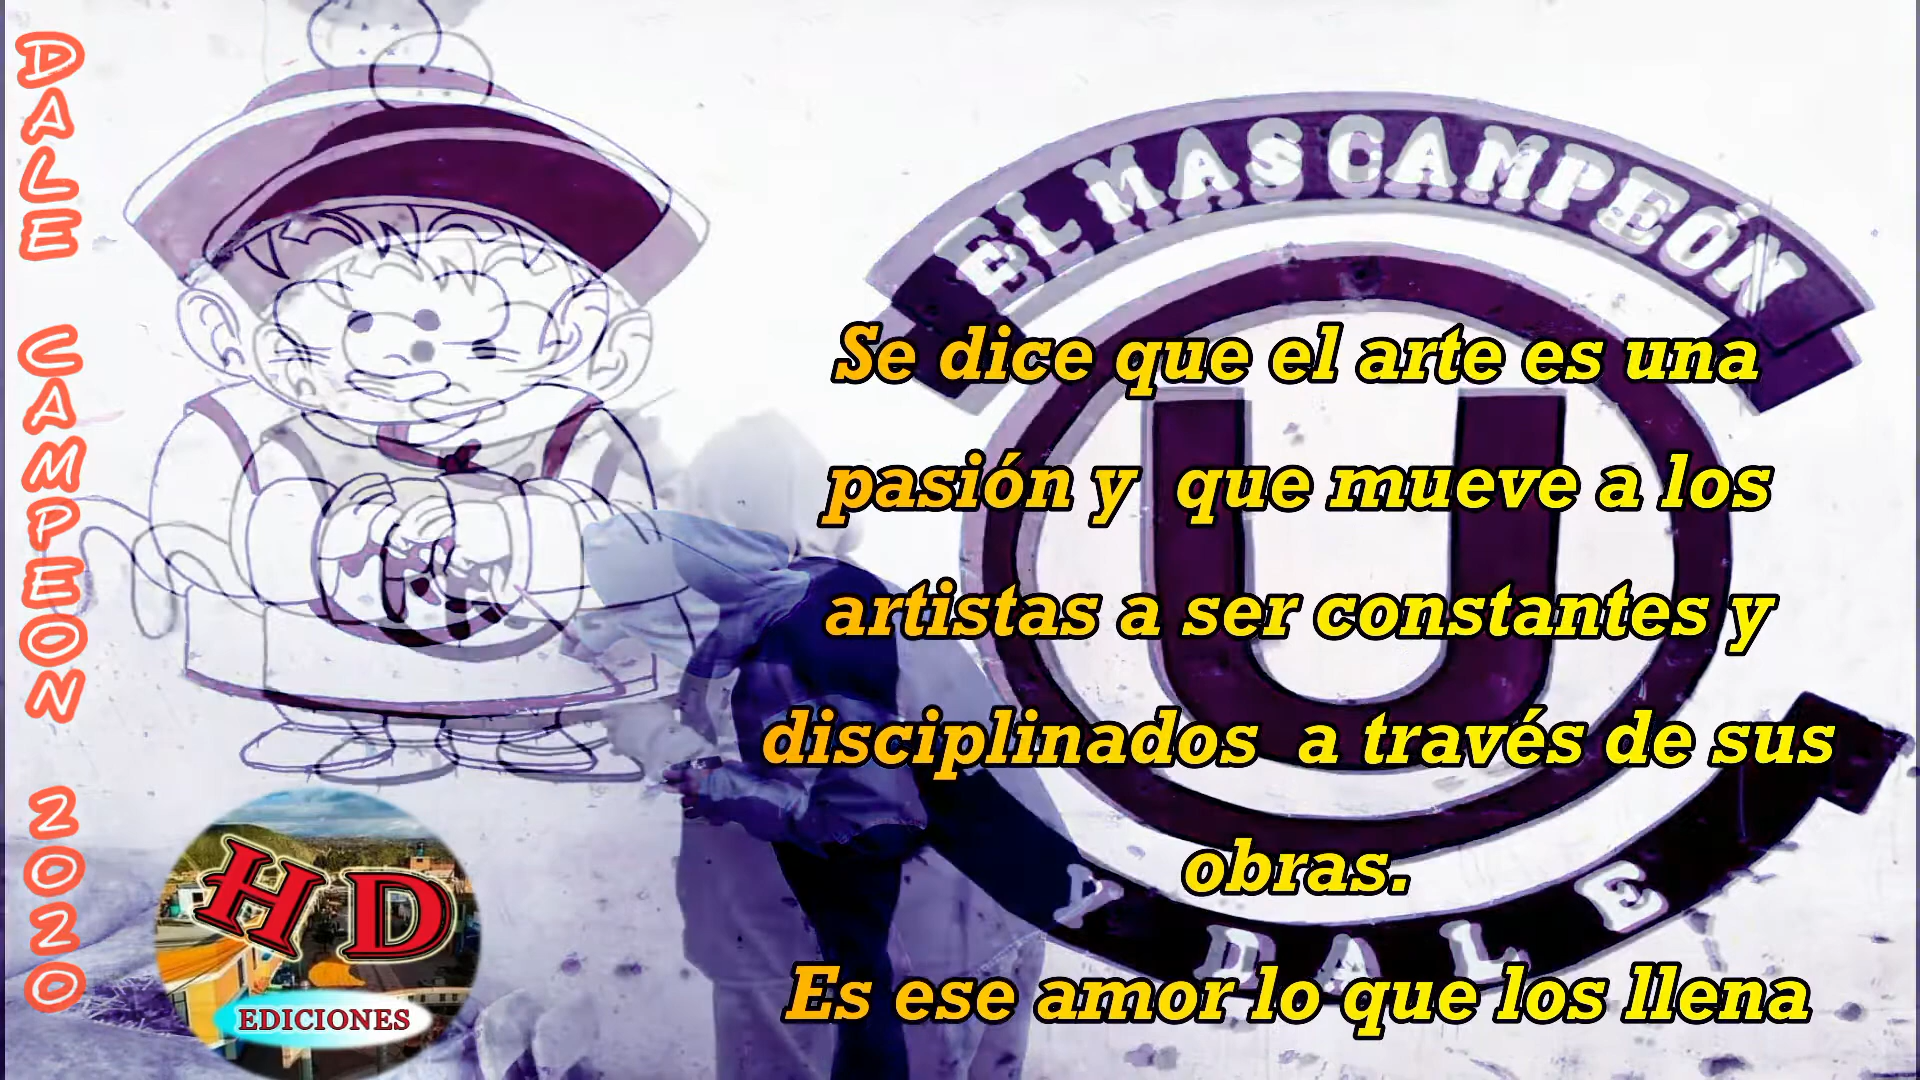 DALE CAMPEON 2020
EL MAS CAMPEÓN
U
Se dice que el arte es una
pasión y que mueve a los
artistas a ser constantes y
disciplinados a través de sus
obras.
Es ese amor lo que los llena
Y DALE
HD
EDICIONES